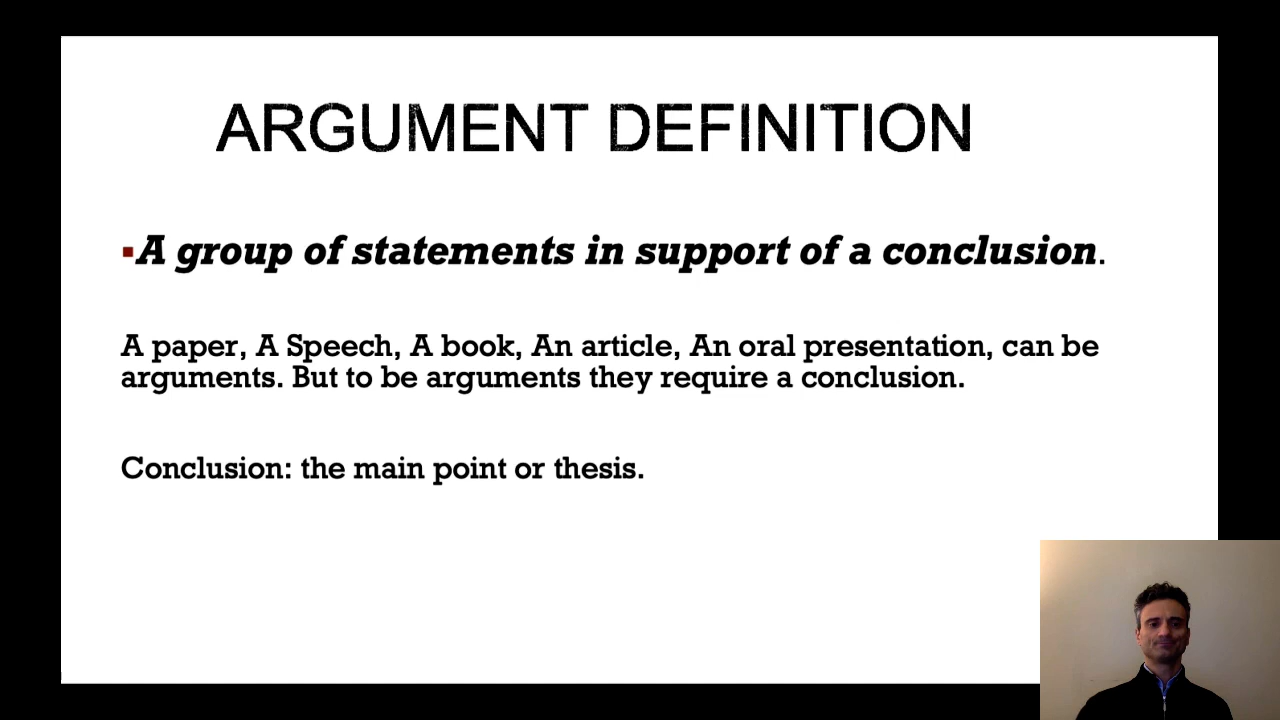 ARGUMENT DEFINITION
▪A group of statements in support of a conclusion.
A paper, A Speech, A book, An article, An oral presentation, can be
arguments. But to be arguments they require a conclusion.
Conclusion: the main point or thesis.